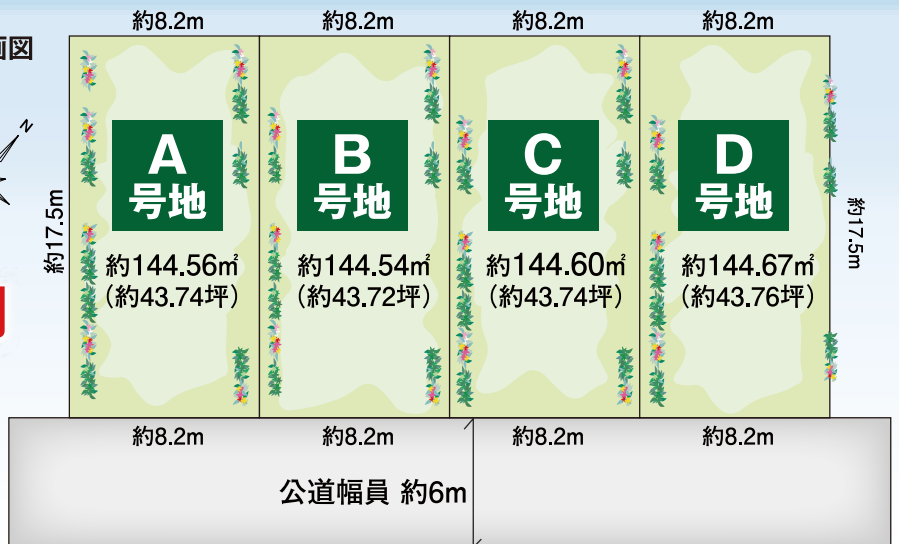 約8.2m 約8.2m 約8.2m 約8.2m
画図
N
約17.5m
A
号地
約144.56㎡
（約43.74坪）
B
号地
約144.54㎡
（約43.72坪）
C
号地
約144.60㎡
（約43.74坪）
D
号地
約144.67㎡
（約43.76坪）
約17.5m
約8.2m 約8.2m 約8.2m 約8.2m
公道幅員 約6m